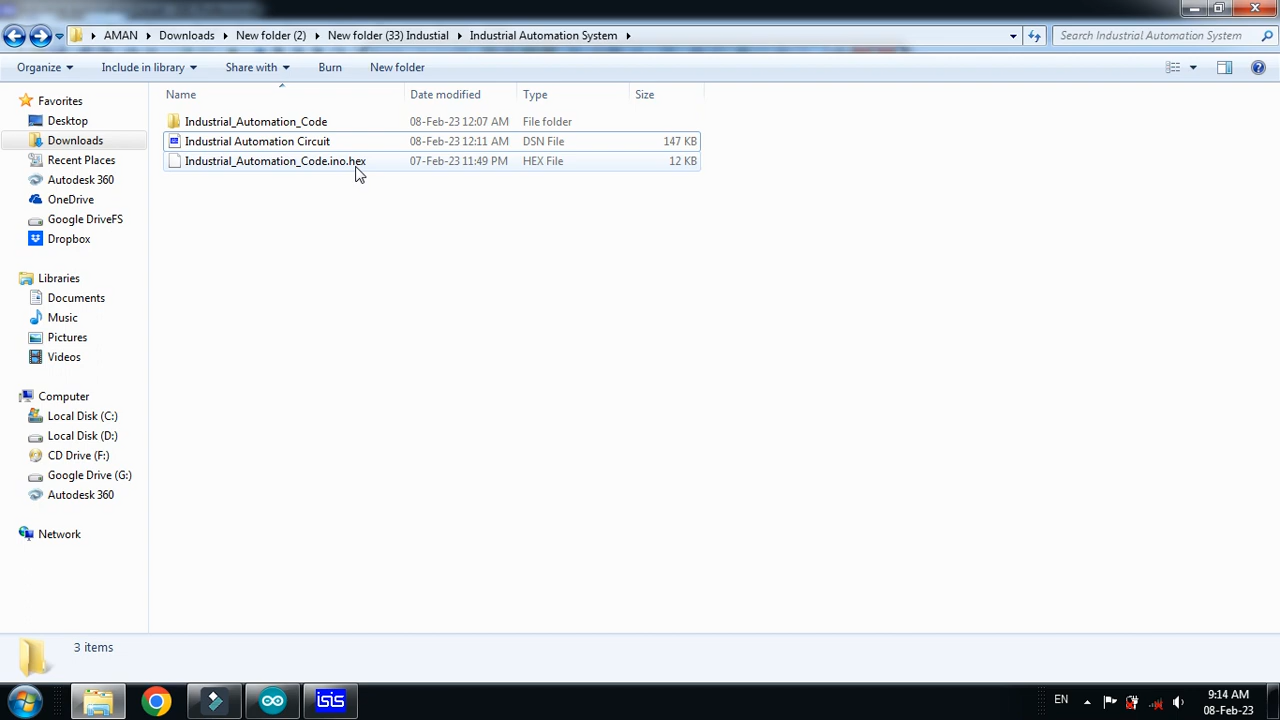 AMAN Downloads New folder (2) New folder (33) Industial Industrial Automation System
Search Industrial Automation System
Organize Include in library Share with Burn New folder
Favorites
Desktop
Downloads
Recent Places
Autodesk 360
OneDrive
Google DriveFS
Dropbox
Libraries
Documents
Music
Pictures
Videos
Computer
Local Disk (C:)
Local Disk (D:)
CD Drive (F:)
Google Drive (G:)
Autodesk 360
Network
Name Date modified Type Size
Industrial_Automation_Code 08-Feb-23 12:07 AM File folder
Industrial Automation Circuit 08-Feb-23 12:11 AM DSN File 147 KB
Industrial_Automation_Code.ino.hex 07-Feb-23 11:49 PM HEX File 12 KB
3 items
isis
EN
9:14 AM
08-Feb-23